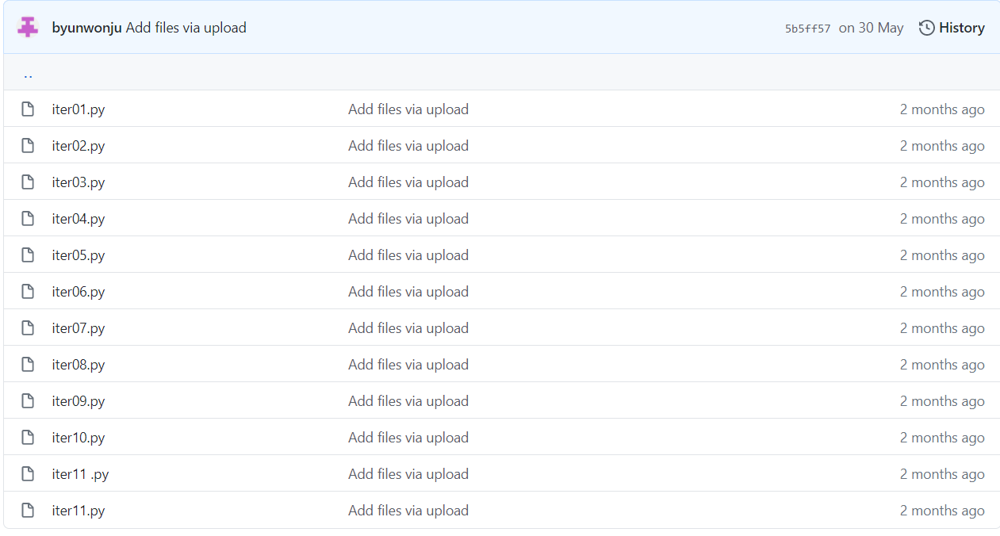 byunwonju Add files via upload 5b5ff57 on 30 May History
..
iter01.py Add files via upload 2 months ago
iter02.py Add files via upload 2 months ago
iter03.py Add files via upload 2 months ago
iter04.py Add files via upload 2 months ago
iter05.py Add files via upload 2 months ago
iter06.py Add files via upload 2 months ago
iter07.py Add files via upload 2 months ago
iter08.py Add files via upload 2 months ago
iter09.py Add files via upload 2 months ago
iter10.py Add files via upload 2 months ago
iter11 .py Add files via upload 2 months ago
iter11.py Add files via upload 2 months ago